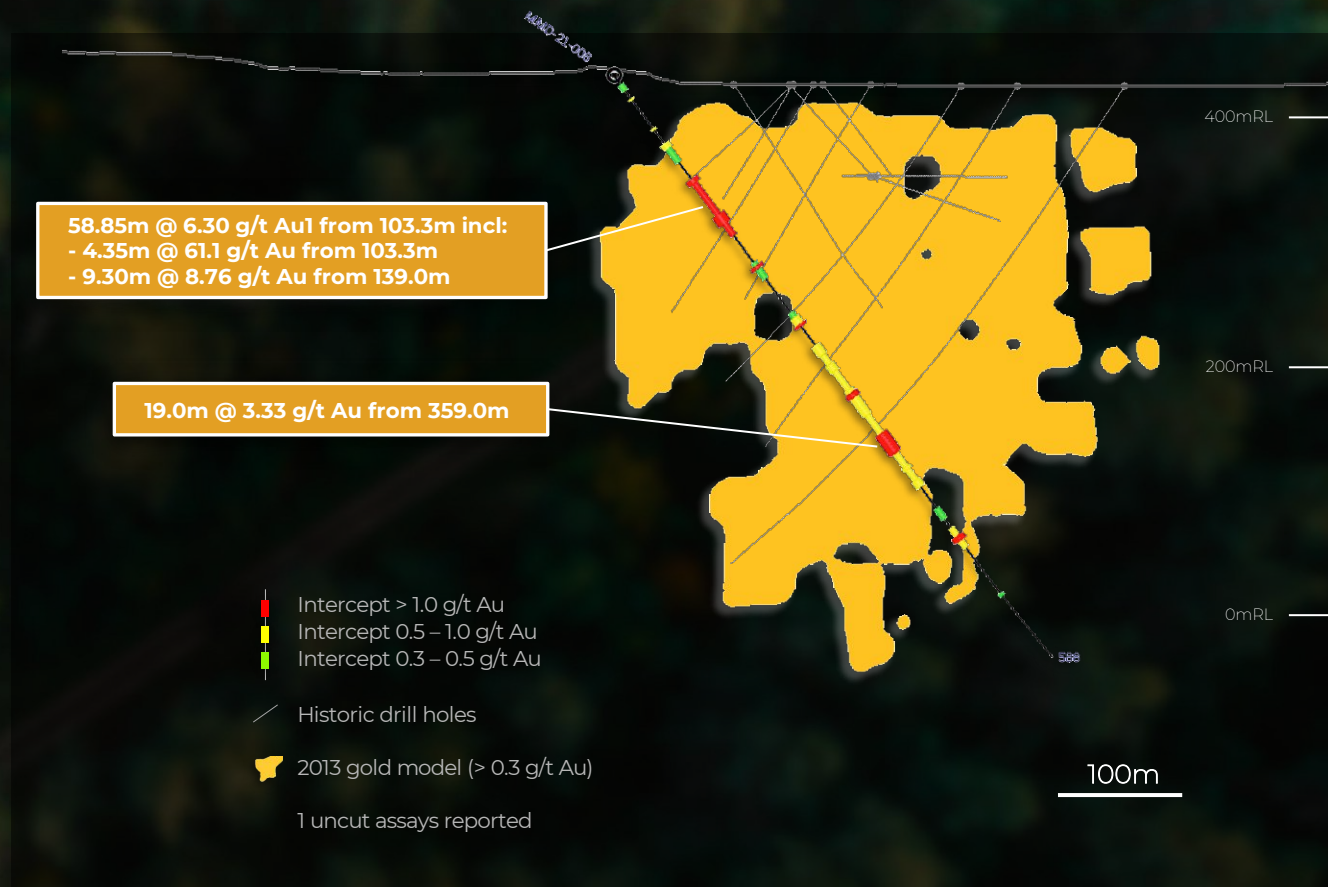 MMD-21-006
400mRL
58.85m @ 6.30 g/t Au1 from 103.3m incl:
- 4.35m @ 61.1 g/t Au from 103.3m
- 9.30m @ 8.76 g/t Au from 139.0m
200mRL
19.0m @ 3.33 g/t Au from 359.0m
0mRL
Intercept > 1.0 g/t Au
Intercept 0.5 – 1.0 g/t Au
Intercept 0.3 – 0.5 g/t Au
588
Historic drill holes
2013 gold model (> 0.3 g/t Au)
100m
1 uncut assays reported